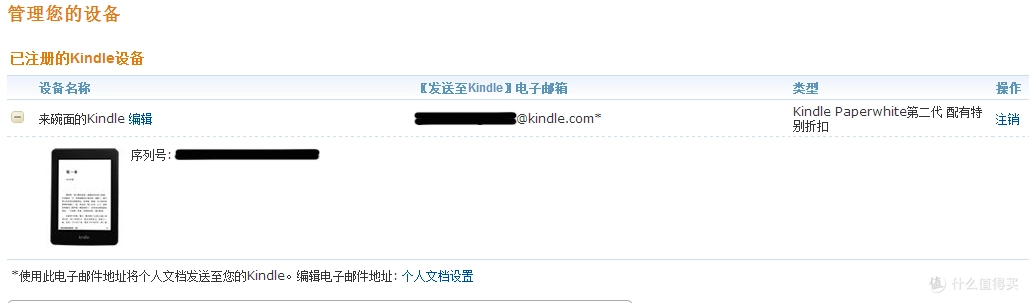 管理您的设备
已注册的Kindle设备
设备名称 【发送至Kindle】电子邮箱 类型 操作
来碗面的Kindle 编辑 @kindle.com* Kindle Paperwhite第二代 配有特
别折扣 注销
序列号:
第一章
kindle
*使用此电子邮件地址将个人文档发送至您的Kindle。编辑电子邮件地址: 个人文档设置
值 什么值得买